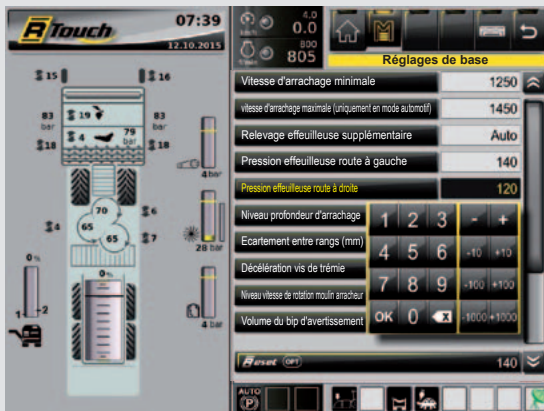 R Touch
07:39
12.10.2015
15
16
83
bar
19
83
bar
4
79
bar
18
18
4 bar
70
65
65
4
6
7
28 bar
0 %
0 %
1
2
4 bar
4.0
0.0
800
805
Réglages de base
Vitesse d'arrachage minimale 1250
vitesse d'arrachage maximale (uniquement en mode automotif) 1450
Relevage effeuilleuse supplémentaire Auto
Pression effeuilleuse route à gauche 140
Pression effeuilleuse route à droite 120
Niveau profondeur d'arrachage
Ecartement entre rangs (mm)
Décélération vis de trémie
Niveau vitesse de rotation moulin arracheur
Volume du bip d'avertissement
1 2 3 - +
4 5 6 -10 +10
7 8 9 -100 +100
OK 0 x -1000 +1000
Reset OPT 140
AUTO
P